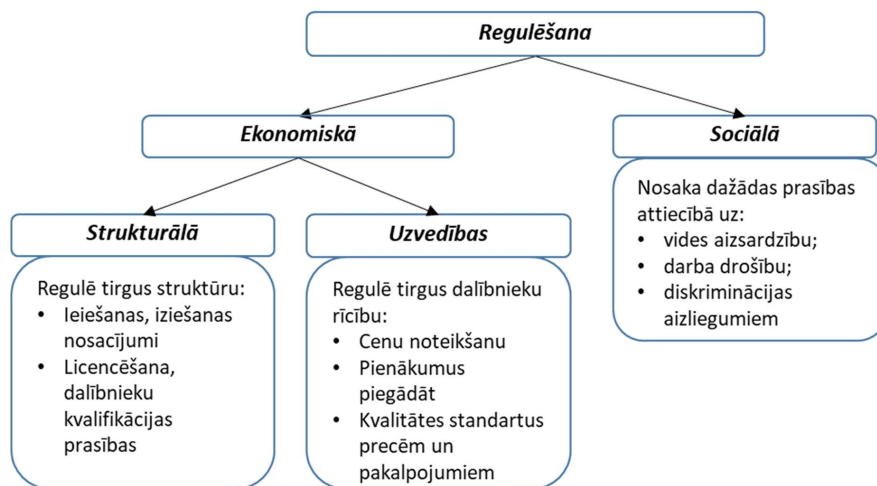 Regulēšana
Ekonomiskā
Sociālā
Nosaka dažādas prasības
attiecībā uz:
• vides aizsardzību;
• darba drošību;
• diskriminācijas
aizliegumiem
Strukturālā
Regulē tirgus struktūru:
• Ieiešanas, iziešanas
nosacījumi
• Licencēšana,
dalībnieku
kvalifikācijas
prasības
Uzvedības
Regulē tirgus dalībnieku
rīcību:
• Cenu noteikšanu
• Pienākumus
piegādāt
• Kvalitātes standartus
precēm un
pakalpojumiem